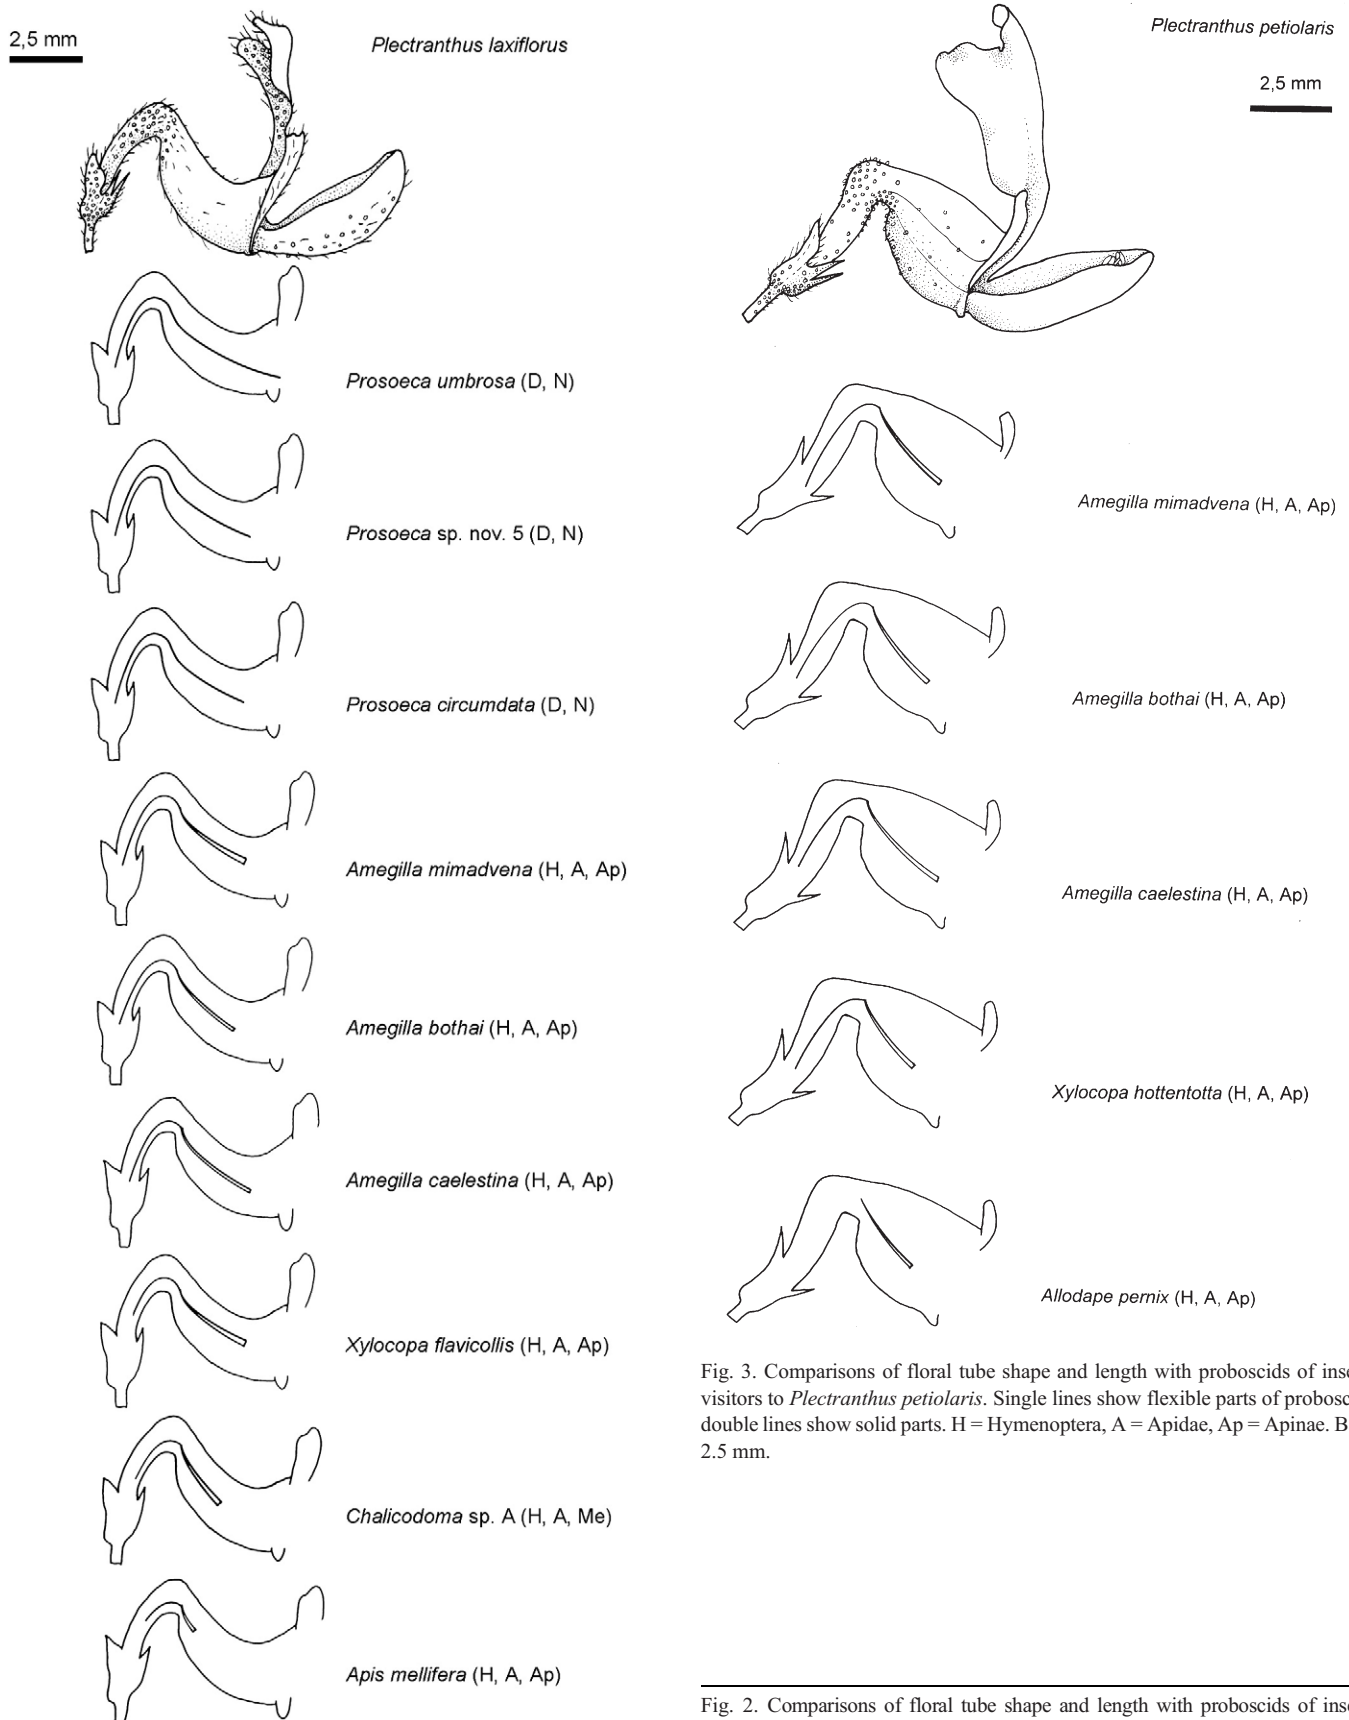 2,5 mm
Plectranthus laxiflorus
Prosoeca umbrosa (D, N)
Prosoeca sp. nov. 5 (D, N)
Prosoeca circumdata (D, N)
Amegilla mimadvena (H, A, Ap)
Amegilla bothai (H, A, Ap)
Amegilla caelestina (H, A, Ap)
Xylocopa flavicollis (H, A, Ap)
Chalicodoma sp. A (H, A, Me)
Apis mellifera (H, A, Ap)
Plectranthus petiolaris
2,5 mm
Amegilla mimadvena (H, A, Ap)
Amegilla bothai (H, A, Ap)
Amegilla caelestina (H, A, Ap)
Xylocopa hottentotta (H, A, Ap)
Allodape pernix (H, A, Ap)
Fig. 3. Comparisons of floral tube shape and length with proboscids of
visitors to Plectranthus petiolaris. Single lines show flexible parts of
double lines show solid parts. H = Hymenoptera, A = Apidae, Ap = Apinae.
2.5 mm.
Fig. 2. Comparisons of floral tube shape and length with proboscids of